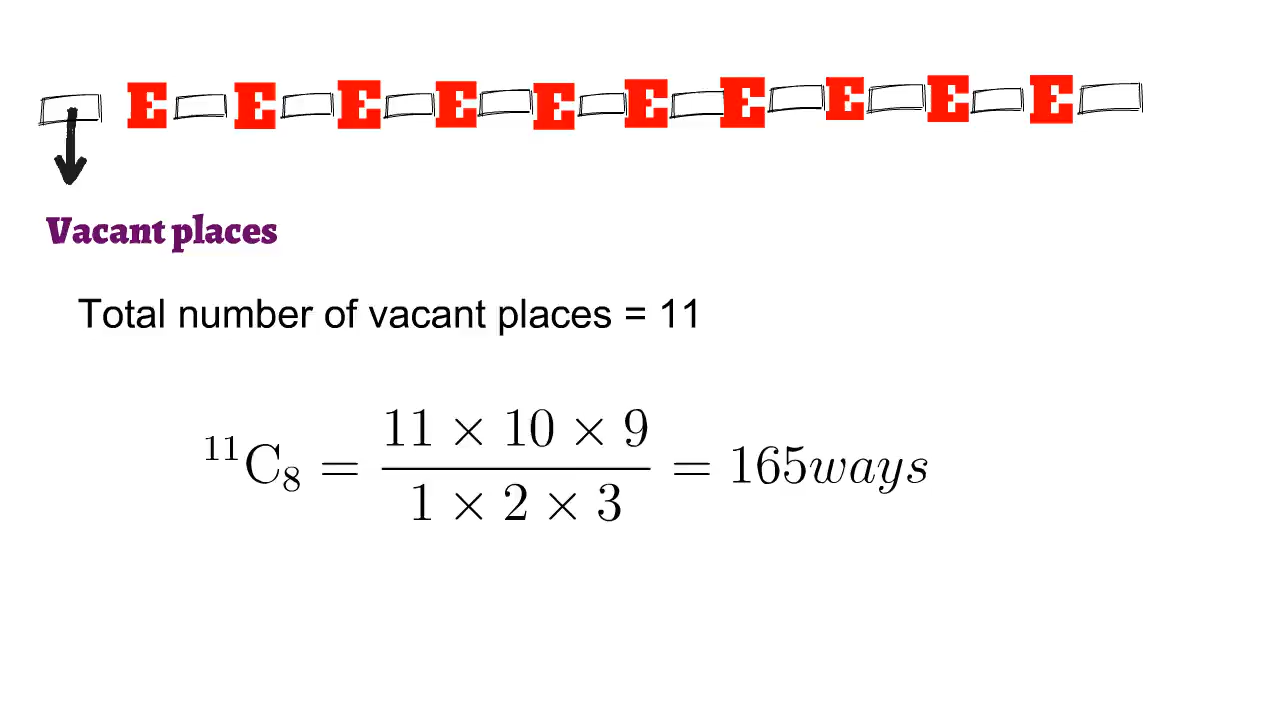 E E E E E E E E E E
Vacant places
Total number of vacant places = 11
¹¹C₈ = (11 × 10 × 9)/(1 × 2 × 3) = 165ways